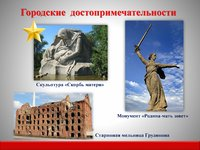 Городские достопримечательности
Скульптура «Скорбь матери»
Монумент «Родина-мать зовет»
Старинная мельница Грудинина